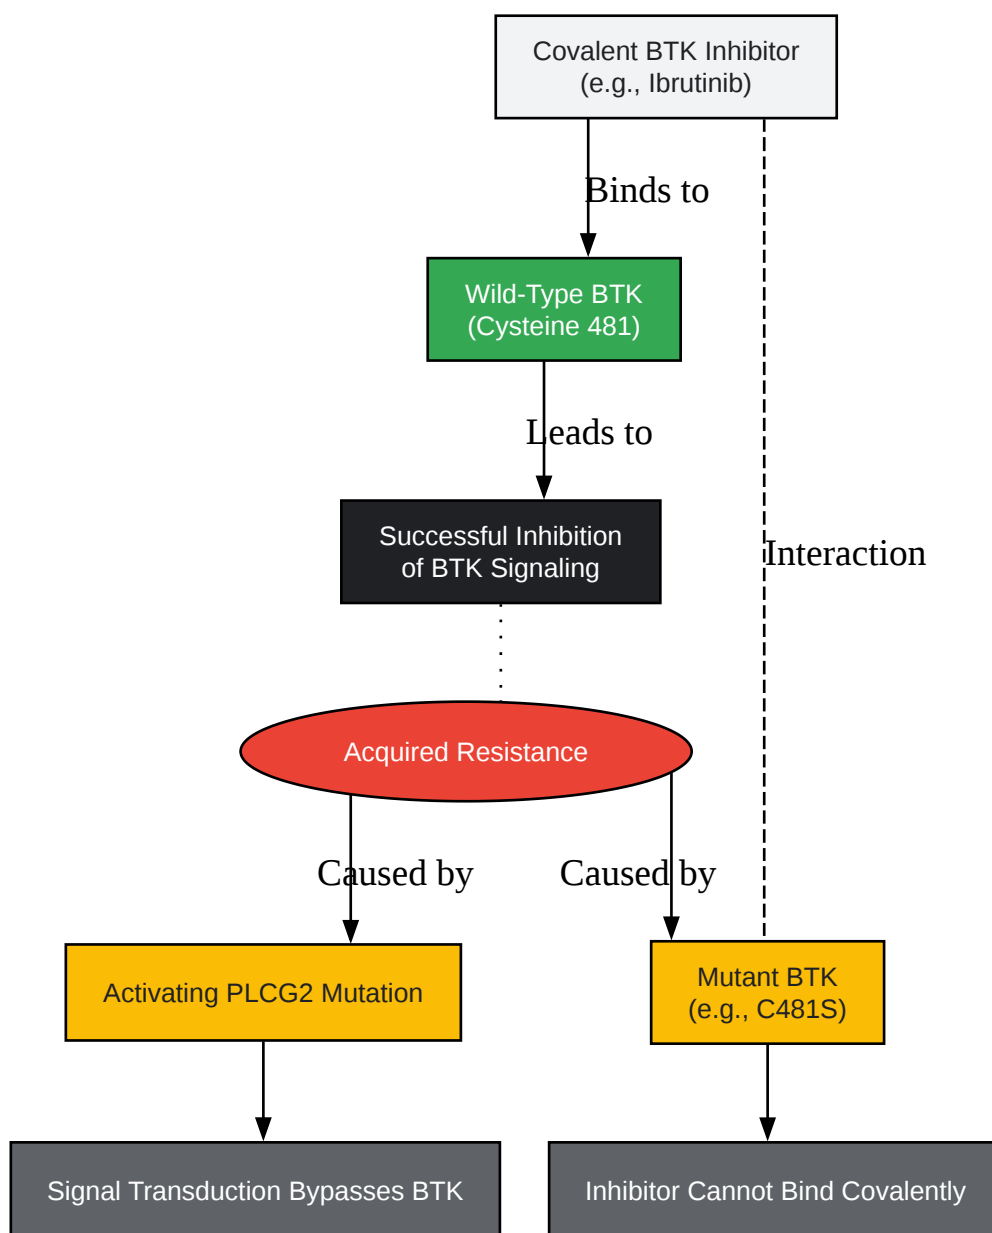 Covalent BTK Inhibitor
(e.g., Ibrutinib)
Binds to
Wild-Type BTK
(Cysteine 481)
Leads to
Successful Inhibition
of BTK Signaling
Interaction
Acquired Resistance
Caused by
Caused by
Activating PLCG2 Mutation
Mutant BTK
(e.g., C481S)
Signal Transduction Bypasses BTK
Inhibitor Cannot Bind Covalently